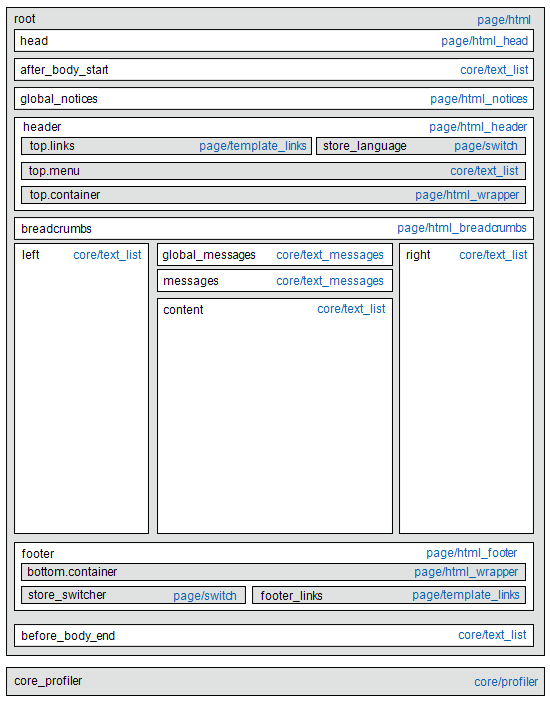 root page/html
head page/html_head
after_body_start core/text_list
global_notices page/html_notices
header page/html_header
top.links page/template_links store_language page/switch
top.menu core/text_list
top.container page/html_wrapper
breadcrumbs page/html_breadcrumbs
left core/text_list global_messages core/text_messages right core/text_list
messages core/text_messages
content core/text_list
footer page/html_footer
bottom.container page/html_wrapper
store_switcher page/switch footer_links page/template_links
before_body_end core/text_list
core_profiler core/profiler